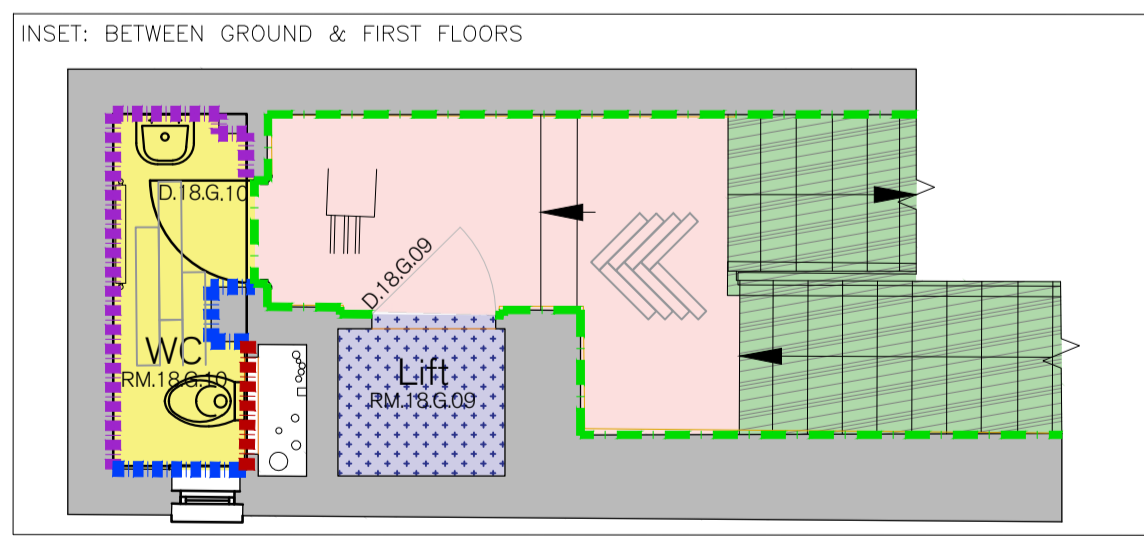 INSET: BETWEEN GROUND & FIRST FLOORS
D.18.G.10
D.18.G.09
WC
RM.18.G.10
Lift
RM.18.G.09